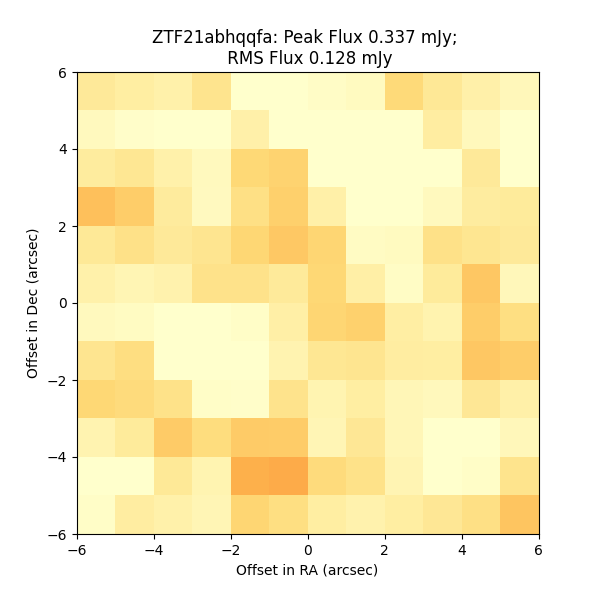 ZTF21abhqqfa: Peak Flux 0.337 mJy;
RMS Flux 0.128 mJy
6
4
2
0
−2
−4
−6
Offset in Dec (arcsec)
−6 −4 −2 0 2 4 6
Offset in RA (arcsec)